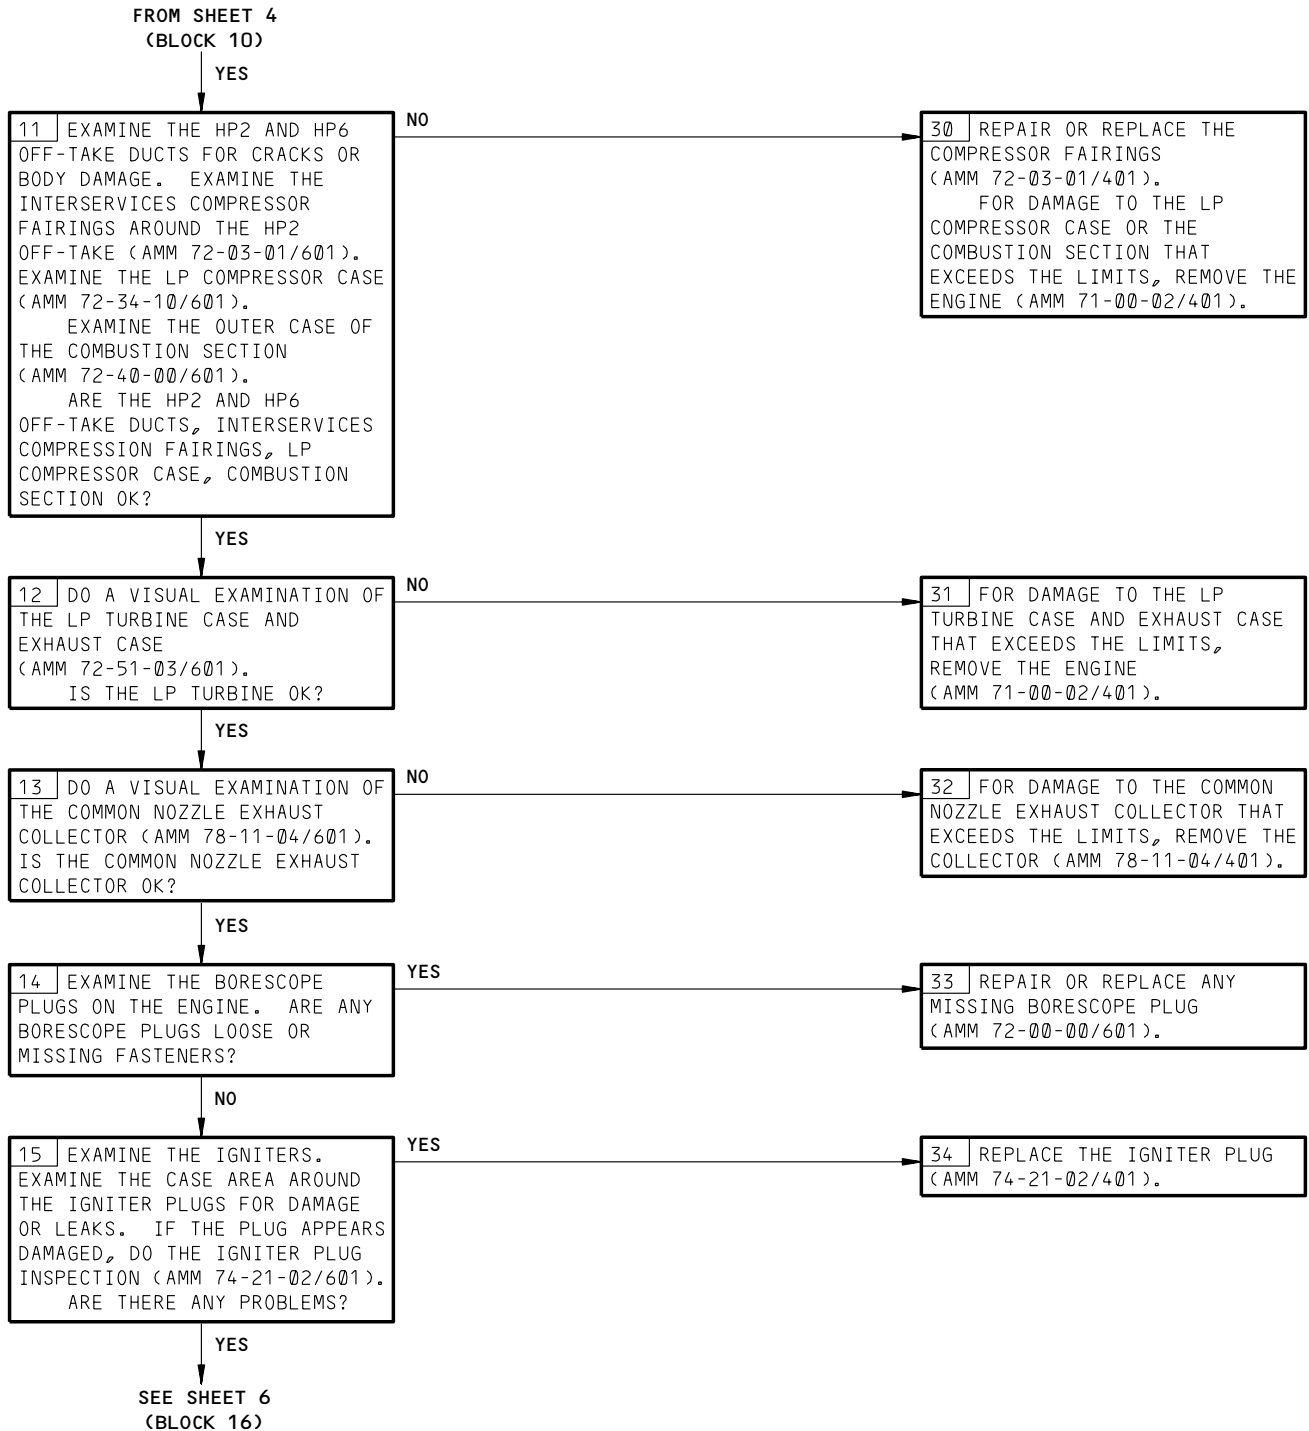 FROM SHEET 4
(BLOCK 10)
YES
11 EXAMINE THE HP2 AND HP6
OFF-TAKE DUCTS FOR CRACKS OR
BODY DAMAGE. EXAMINE THE
INTERSERVICES COMPRESSOR
FAIRINGS AROUND THE HP2
OFF-TAKE (AMM 72-03-01/601).
EXAMINE THE LP COMPRESSOR CASE
(AMM 72-34-10/601).
EXAMINE THE OUTER CASE OF
THE COMBUSTION SECTION
(AMM 72-40-00/601).
ARE THE HP2 AND HP6
OFF-TAKE DUCTS, INTERSERVICES
COMPRESSION FAIRINGS, LP
COMPRESSOR CASE, COMBUSTION
SECTION OK?
NO
30 REPAIR OR REPLACE THE
COMPRESSOR FAIRINGS
(AMM 72-03-01/401).
FOR DAMAGE TO THE LP
COMPRESSOR CASE OR THE
COMBUSTION SECTION THAT
EXCEEDS THE LIMITS, REMOVE THE
ENGINE (AMM 71-00-02/401).
YES
12 DO A VISUAL EXAMINATION OF
THE LP TURBINE CASE AND
EXHAUST CASE
(AMM 72-51-03/601).
IS THE LP TURBINE OK?
NO
31 FOR DAMAGE TO THE LP
TURBINE CASE AND EXHAUST CASE
THAT EXCEEDS THE LIMITS,
REMOVE THE ENGINE
(AMM 71-00-02/401).
YES
13 DO A VISUAL EXAMINATION OF
THE COMMON NOZZLE EXHAUST
COLLECTOR (AMM 78-11-04/601).
IS THE COMMON NOZZLE EXHAUST
COLLECTOR OK?
NO
32 FOR DAMAGE TO THE COMMON
NOZZLE EXHAUST COLLECTOR THAT
EXCEEDS THE LIMITS, REMOVE THE
COLLECTOR (AMM 78-11-04/401).
YES
14 EXAMINE THE BORESCOPE
PLUGS ON THE ENGINE. ARE ANY
BORESCOPE PLUGS LOOSE OR
MISSING FASTENERS?
YES
33 REPAIR OR REPLACE ANY
MISSING BORESCOPE PLUG
(AMM 72-00-00/601).
NO
15 EXAMINE THE IGNITERS.
EXAMINE THE CASE AREA AROUND
THE IGNITER PLUGS FOR DAMAGE
OR LEAKS. IF THE PLUG APPEARS
DAMAGED, DO THE IGNITER PLUG
INSPECTION (AMM 74-21-02/601).
ARE THERE ANY PROBLEMS?
YES
34 REPLACE THE IGNITER PLUG
(AMM 74-21-02/401).
YES
SEE SHEET 6
(BLOCK 16)